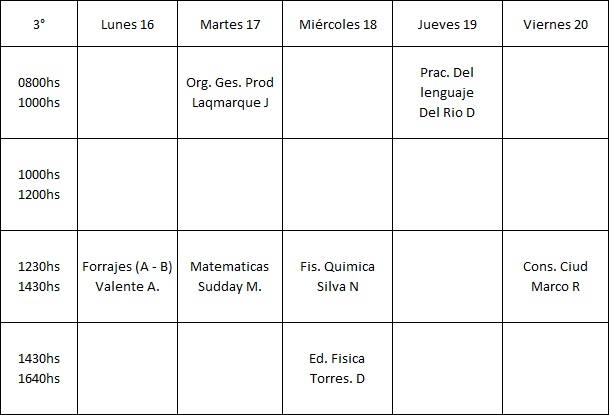 3° Lunes 16 Martes 17 Miércoles 18 Jueves 19 Viernes 20
0800hs
1000hs
Org. Ges. Prod
Laqmarque J
Prac. Del
lenguaje
Del Rio D
1000hs
1200hs
1230hs
1430hs
Forrajes (A - B)
Valente A.
Matematicas
Sudday M.
Fis. Quimica
Silva N
Cons. Ciud
Marco R
1430hs
1640hs
Ed. Fisica
Torres. D